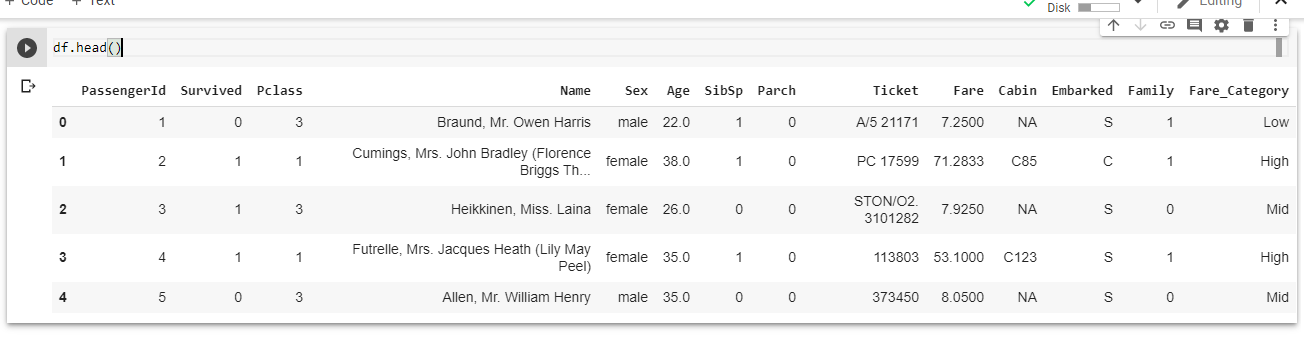 + Code + Text
Disk Editing
df.head()
PassengerId Survived Pclass Name Sex Age SibSp Parch Ticket Fare Cabin Embarked Family Fare_Category
0 1 0 3 Braund, Mr. Owen Harris male 22.0 1 0 A/5 21171 7.2500 NA S 1 Low
1 2 1 1 Cumings, Mrs. John Bradley (Florence Briggs Th... female 38.0 1 0 PC 17599 71.2833 C85 C 1 High
2 3 1 3 Heikkinen, Miss. Laina female 26.0 0 0 STON/O2. 3101282 7.9250 NA S 0 Mid
3 4 1 1 Futrelle, Mrs. Jacques Heath (Lily May Peel) female 35.0 1 0 113803 53.1000 C123 S 1 High
4 5 0 3 Allen, Mr. William Henry male 35.0 0 0 373450 8.0500 NA S 0 Mid